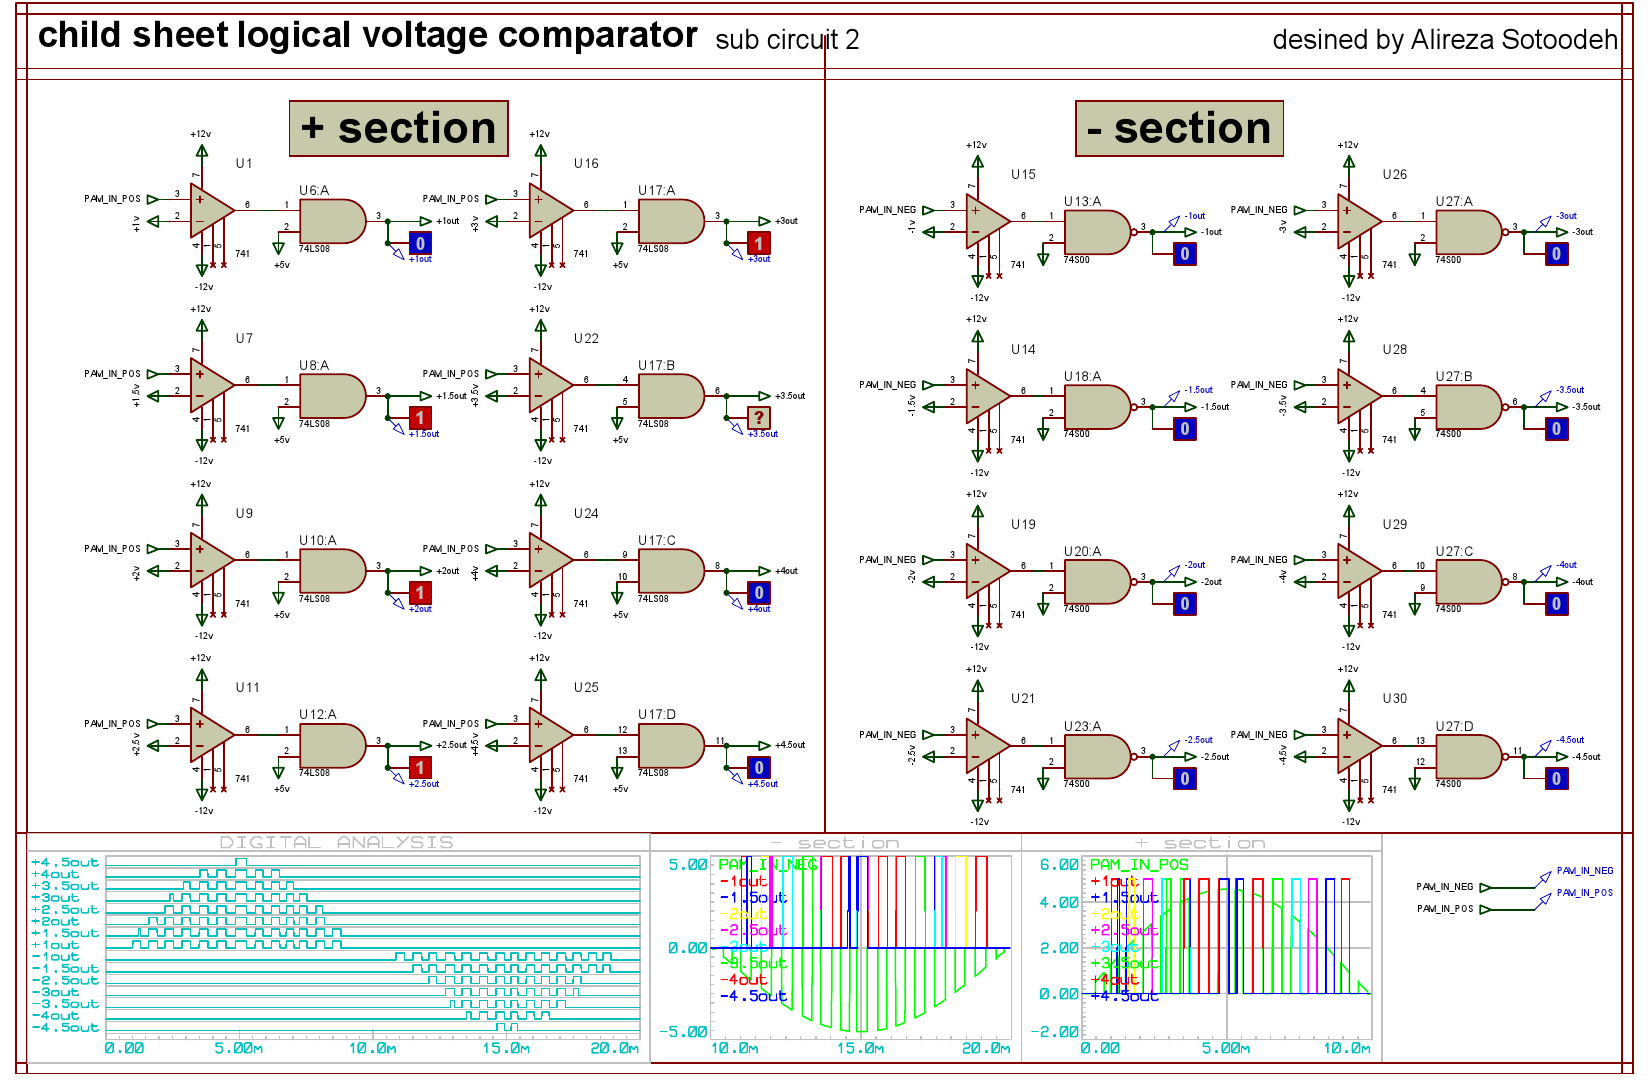 child sheet logical voltage comparator sub circuit 2 desined by Alireza Sotoodeh
+ section
- section
+12v
U1
PAM_IN_POS 3 2 +1v 7 6 4 1 5 741 -12v
U6:A 1 2 3 74LS08 +5v +1out 0 +1out
+12v
U16
PAM_IN_POS 3 2 +3v 7 6 4 1 5 741 -12v
U17:A 1 2 3 74LS08 +5v +3out 1 +3out
+12v
U15
PAM_IN_NEG 3 2 -1v 7 6 4 1 5 741 -12v
U13:A 1 2 3 74S00 -1out -1out 0
+12v
U26
PAM_IN_NEG 3 2 -3v 7 6 4 1 5 741 -12v
U27:A 1 2 3 74S00 -3out -3out 0
+12v
U7
PAM_IN_POS 3 2 +1.5v 7 6 4 1 5 741 -12v
U8:A 1 2 3 74LS08 +5v +1.5out 1 +1.5out
+12v
U22
PAM_IN_POS 3 2 +3.5v 7 6 4 1 5 741 -12v
U17:B 4 5 6 74LS08 +5v +3.5out ? +3.5out
+12v
U14
PAM_IN_NEG 3 2 -1.5v 7 6 4 1 5 741 -12v
U18:A 1 2 3 74S00 -1.5out -1.5out 0
+12v
U28
PAM_IN_NEG 3 2 -3.5v 7 6 4 1 5 741 -12v
U27:B 4 5 6 74S00 -3.5out -3.5out 0
+12v
U9
PAM_IN_POS 3 2 +2v 7 6 4 1 5 741 -12v
U10:A 1 2 3 74LS08 +5v +2out 1 +2out
+12v
U24
PAM_IN_POS 3 2 +4v 7 6 4 1 5 741 -12v
U17:C 9 10 8 74LS08 +5v +4out 0 +4out
+12v
U19
PAM_IN_NEG 3 2 -2v 7 6 4 1 5 741 -12v
U20:A 1 2 3 74S00 -2out -2out 0
+12v
U29
PAM_IN_NEG 3 2 -4v 7 6 4 1 5 741 -12v
U27:C 10 9 8 74S00 -4out -4out 0
+12v
U11
PAM_IN_POS 3 2 +2.5v 7 6 4 1 5 741 -12v
U12:A 1 2 3 74LS08 +5v +2.5out 1 +2.5out
+12v
U25
PAM_IN_POS 3 2 +4.5v 7 6 4 1 5 741 -12v
U17:D 12 13 11 74LS08 +5v +4.5out 0 +4.5out
+12v
U21
PAM_IN_NEG 3 2 -2.5v 7 6 4 1 5 741 -12v
U23:A 1 2 3 74S00 -2.5out -2.5out 0
+12v
U30
PAM_IN_NEG 3 2 -4.5v 7 6 4 1 5 741 -12v
U27:D 13 12 11 74S00 -4.5out -4.5out 0
DIGITAL ANALYSIS
+4.5out
+4out
+3.5out
+3out
+2.5out
+2out
+1.5out
+1out
-1out
-1.5out
-2.5out
-3out
-3.5out
-4out
-4.5out
0.00 5.00m 10.0m 15.0m 20.0m
- section
5.00
0.00
-5.00
PAM_IN_NEG
-1out
-1.5out
-2out
-2.5out
-3out
-3.5out
-4out
-4.5out
10.0m 15.0m 20.0m
+ section
6.00
4.00
2.00
0.00
-2.00
PAM_IN_POS
+1out
+1.5out
+2out
+2.5out
+3out
+3.5out
+4out
+4.5out
0.00 5.00m 10.0m
PAM_IN_NEG PAM_IN_NEG
PAM_IN_POS PAM_IN_POS